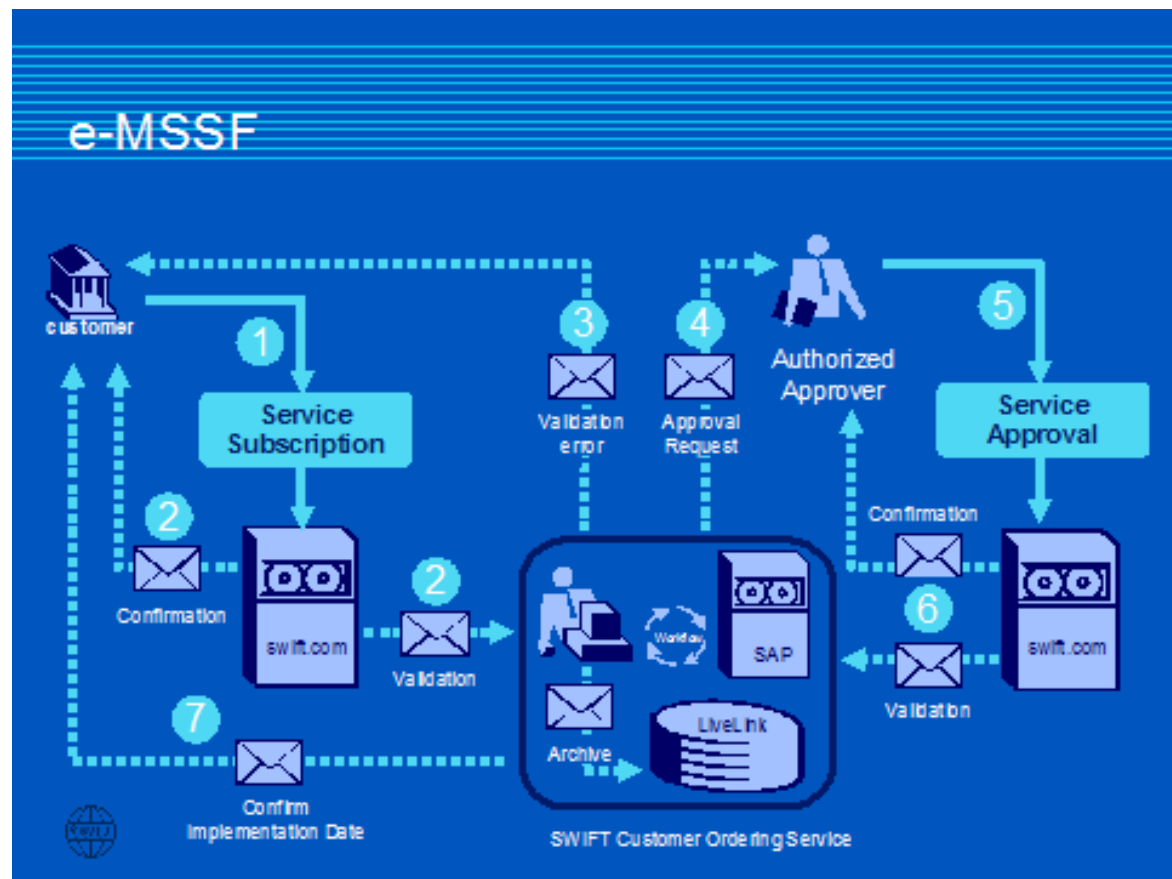 e-MSSF
customer
1
Service
Subscription
3
Validation
error
4
Approval
Request
Authorized
Approver
5
Service
Approval
2
Confirmation
swift.com
2
Validation
Workflow
SAP
Archive
LiveLink
Confirmation
6
Validation
swift.com
7
Confirm
Implementation Date
SWIFT
SWIFT Customer Ordering Service